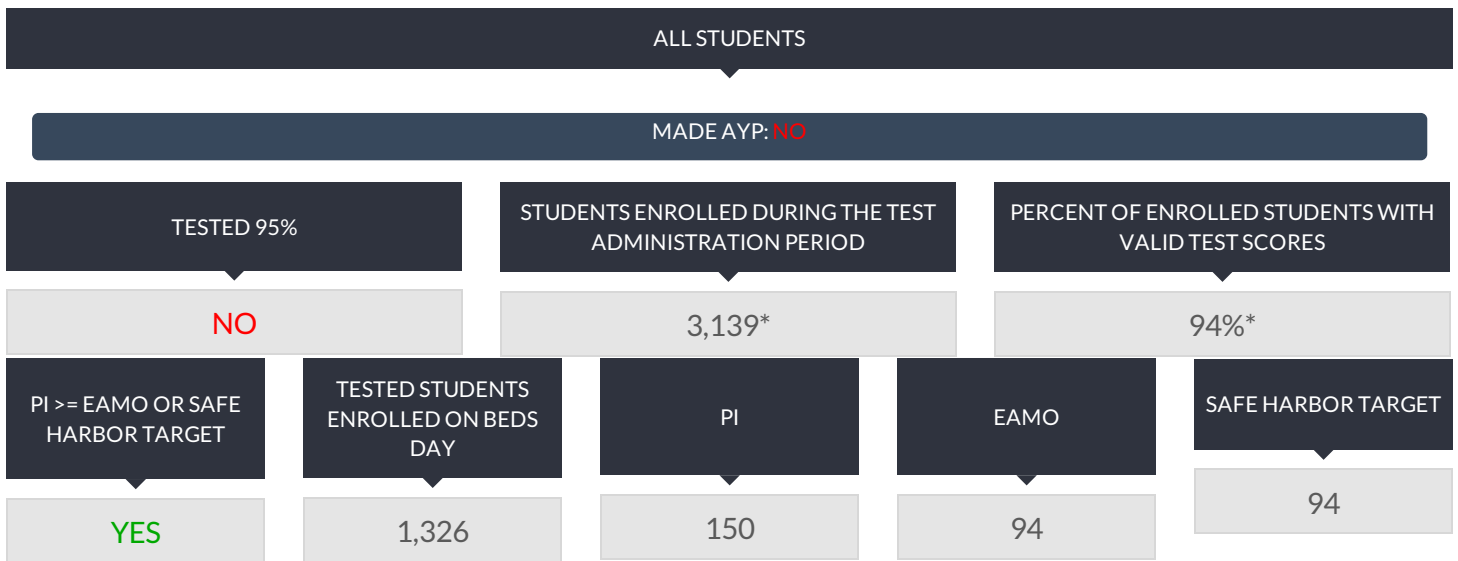 ALL STUDENTS
MADE AYP: NO
TESTED 95%
NO
STUDENTS ENROLLED DURING THE TEST
ADMINISTRATION PERIOD
3,139*
PERCENT OF ENROLLED STUDENTS WITH
VALID TEST SCORES
94%*
PI >= EAMO OR SAFE
HARBOR TARGET
YES
TESTED STUDENTS
ENROLLED ON BEDS
DAY
1,326
PI
150
EAMO
94
SAFE HARBOR TARGET
94